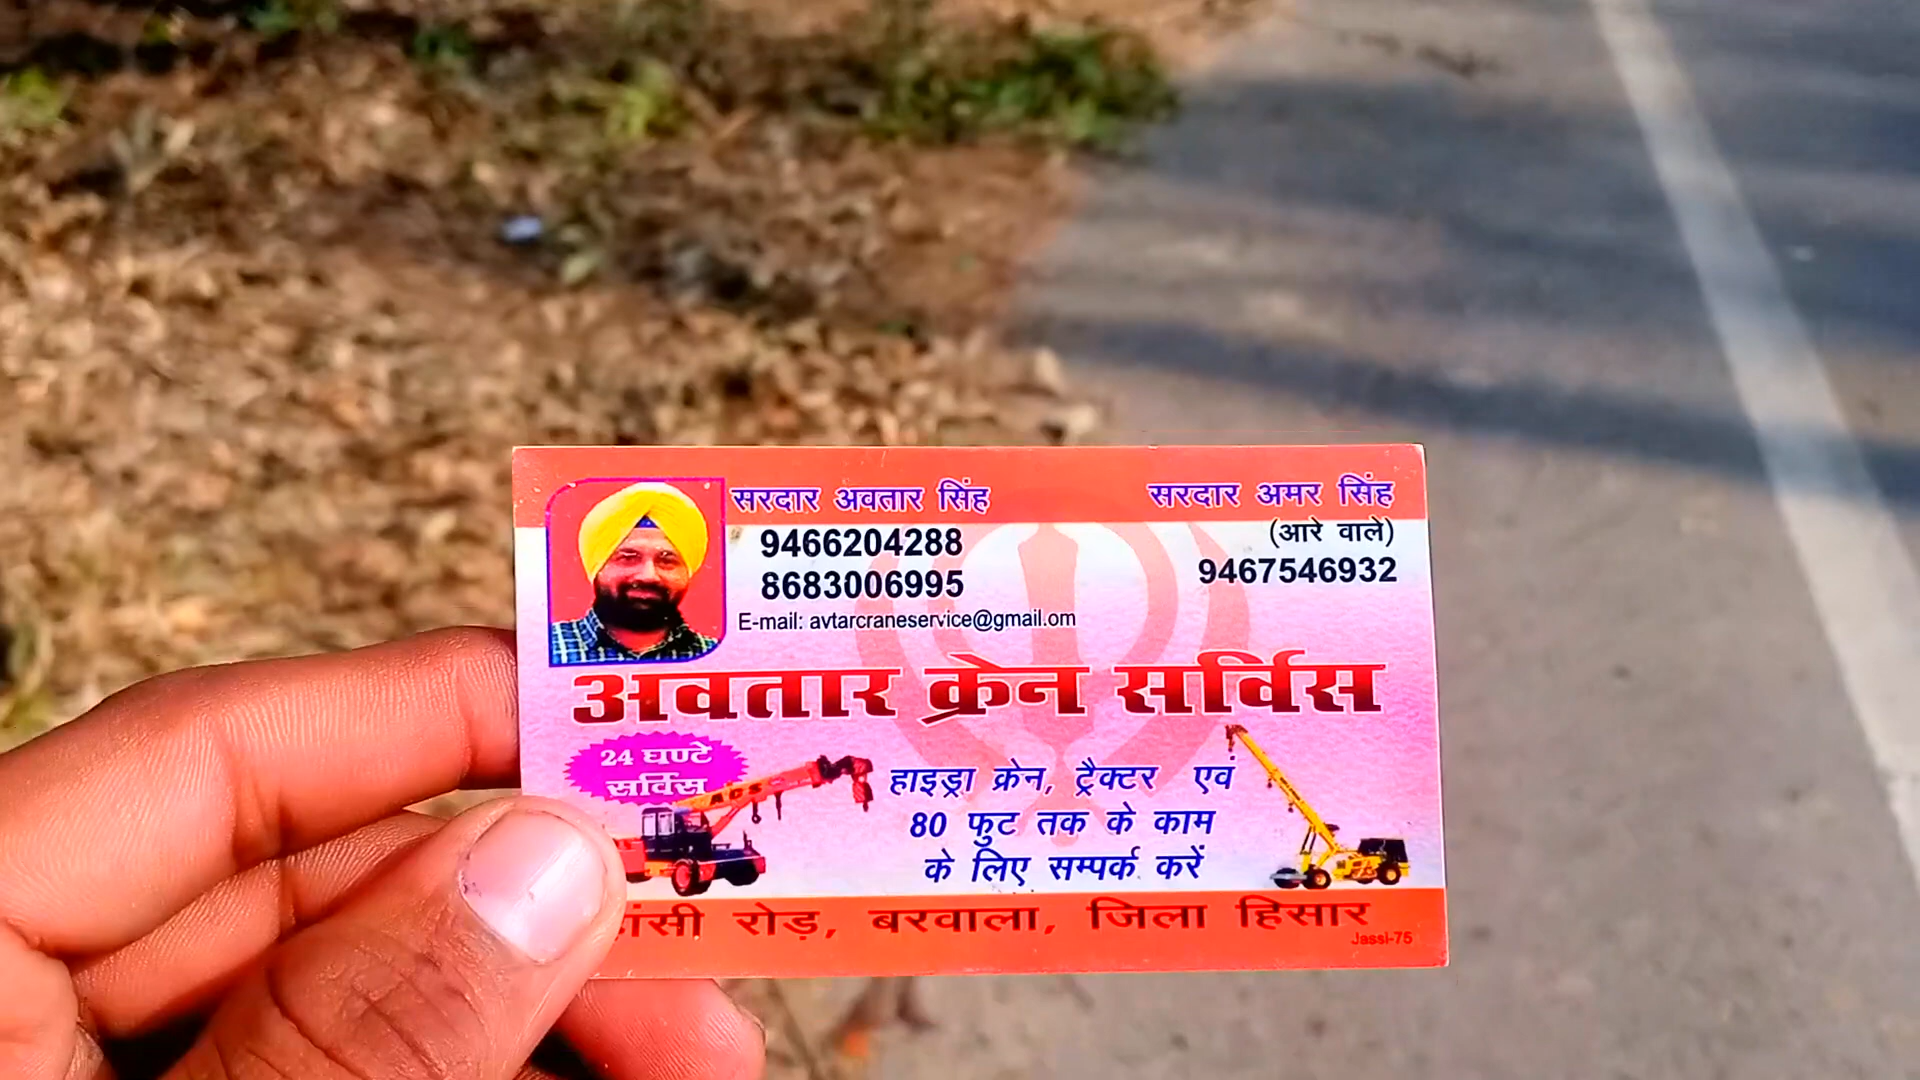 सरदार अवतार सिंह
9466204288
8683006995
E-mail: avtarcraneservice@gmail.om
सरदार अमर सिंह
(आरे वाले)
9467546932
अवतार क्रेन सर्विस
24 घण्टे
सर्विस
ACS
हाइड्रा क्रेन, ट्रैक्टर एवं
80 फुट तक के काम
के लिए सम्पर्क करें
रोड़, बरवाला, जिला हिसार
Jassi-75